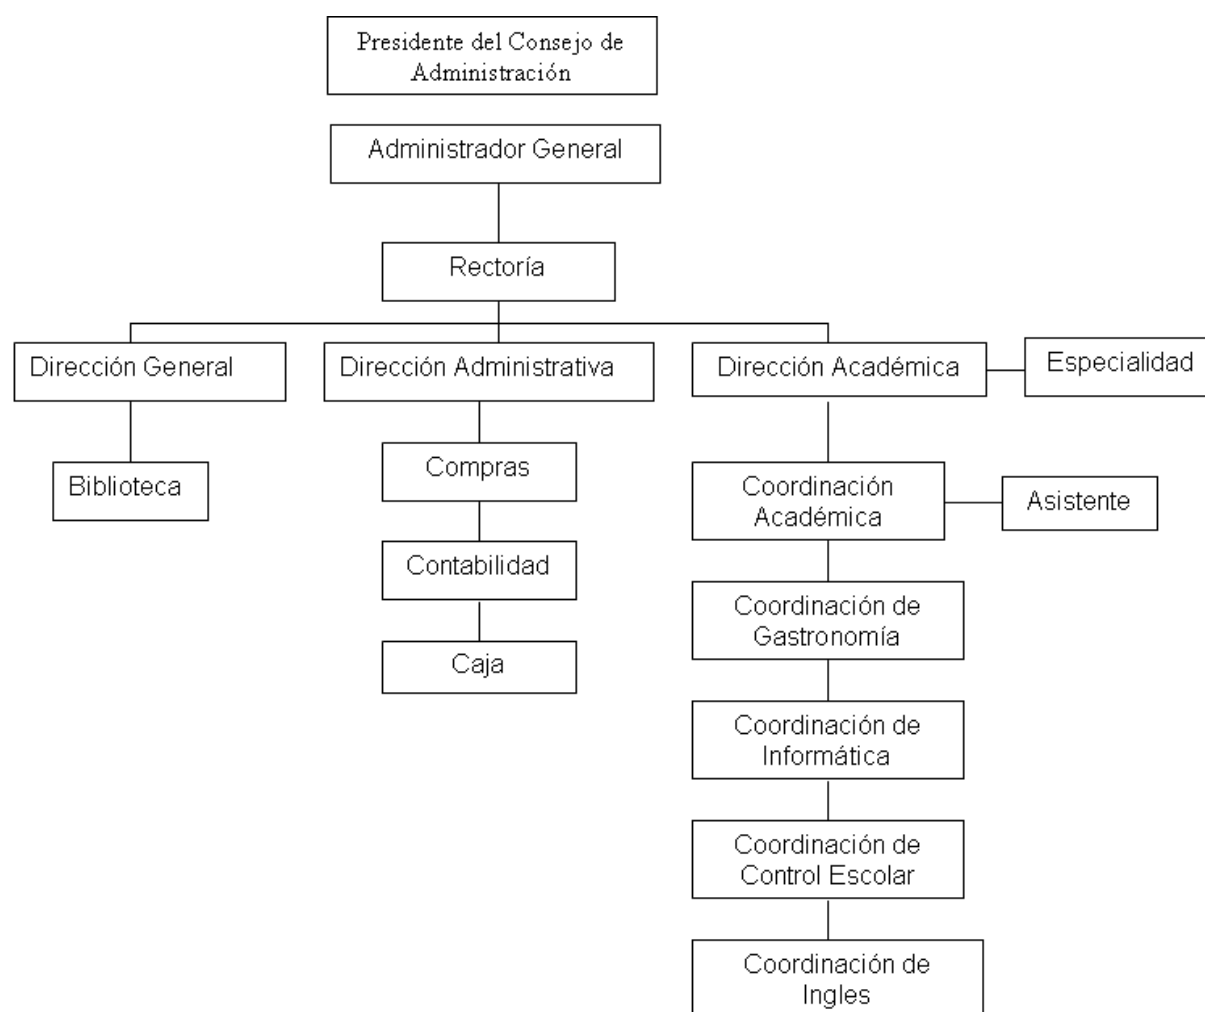 Presidente del Consejo de
Administración
Administrador General
Rectoría
Dirección General
Dirección Administrativa
Dirección Académica
Especialidad
Biblioteca
Compras
Coordinación
Académica
Asistente
Contabilidad
Coordinación de
Gastronomía
Caja
Coordinación de
Informática
Coordinación de
Control Escolar
Coordinación de
Ingles